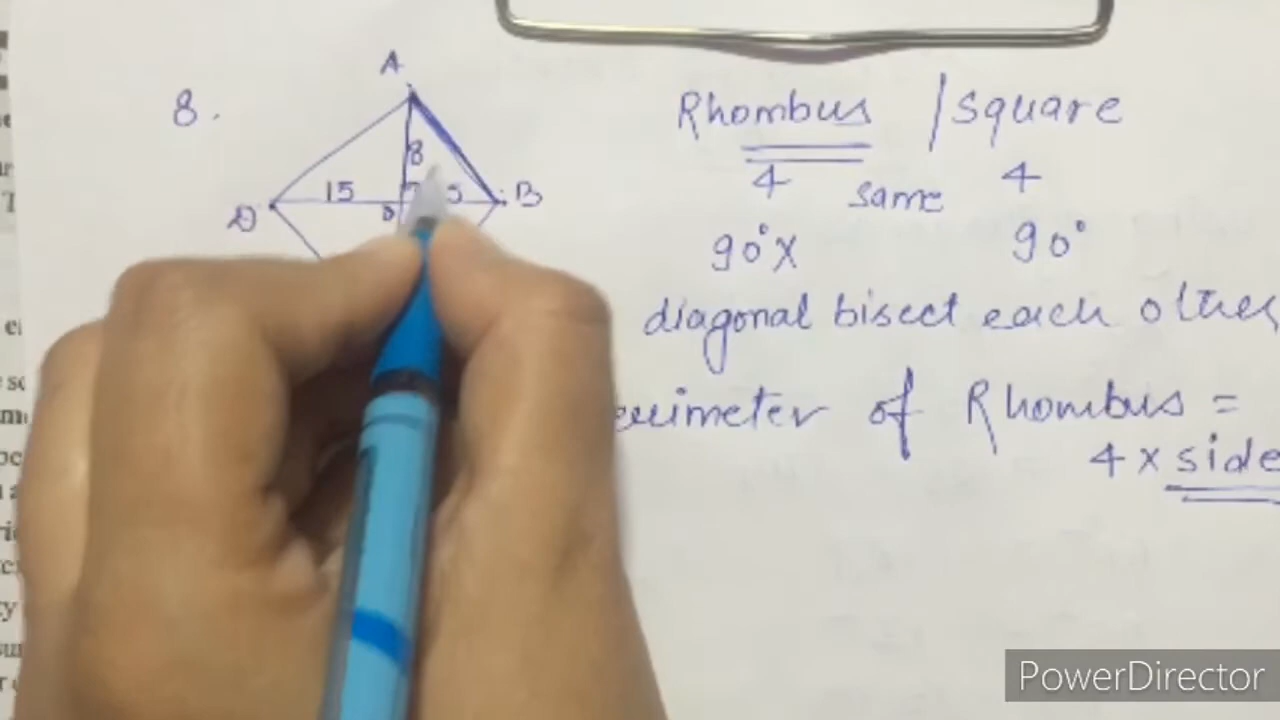 8.
A
8
15
5
B
D
Rhombus / square
4 same 4
90°X 90°
diagonal bisect each other
of Rhombus =
4 x side
PowerDirector